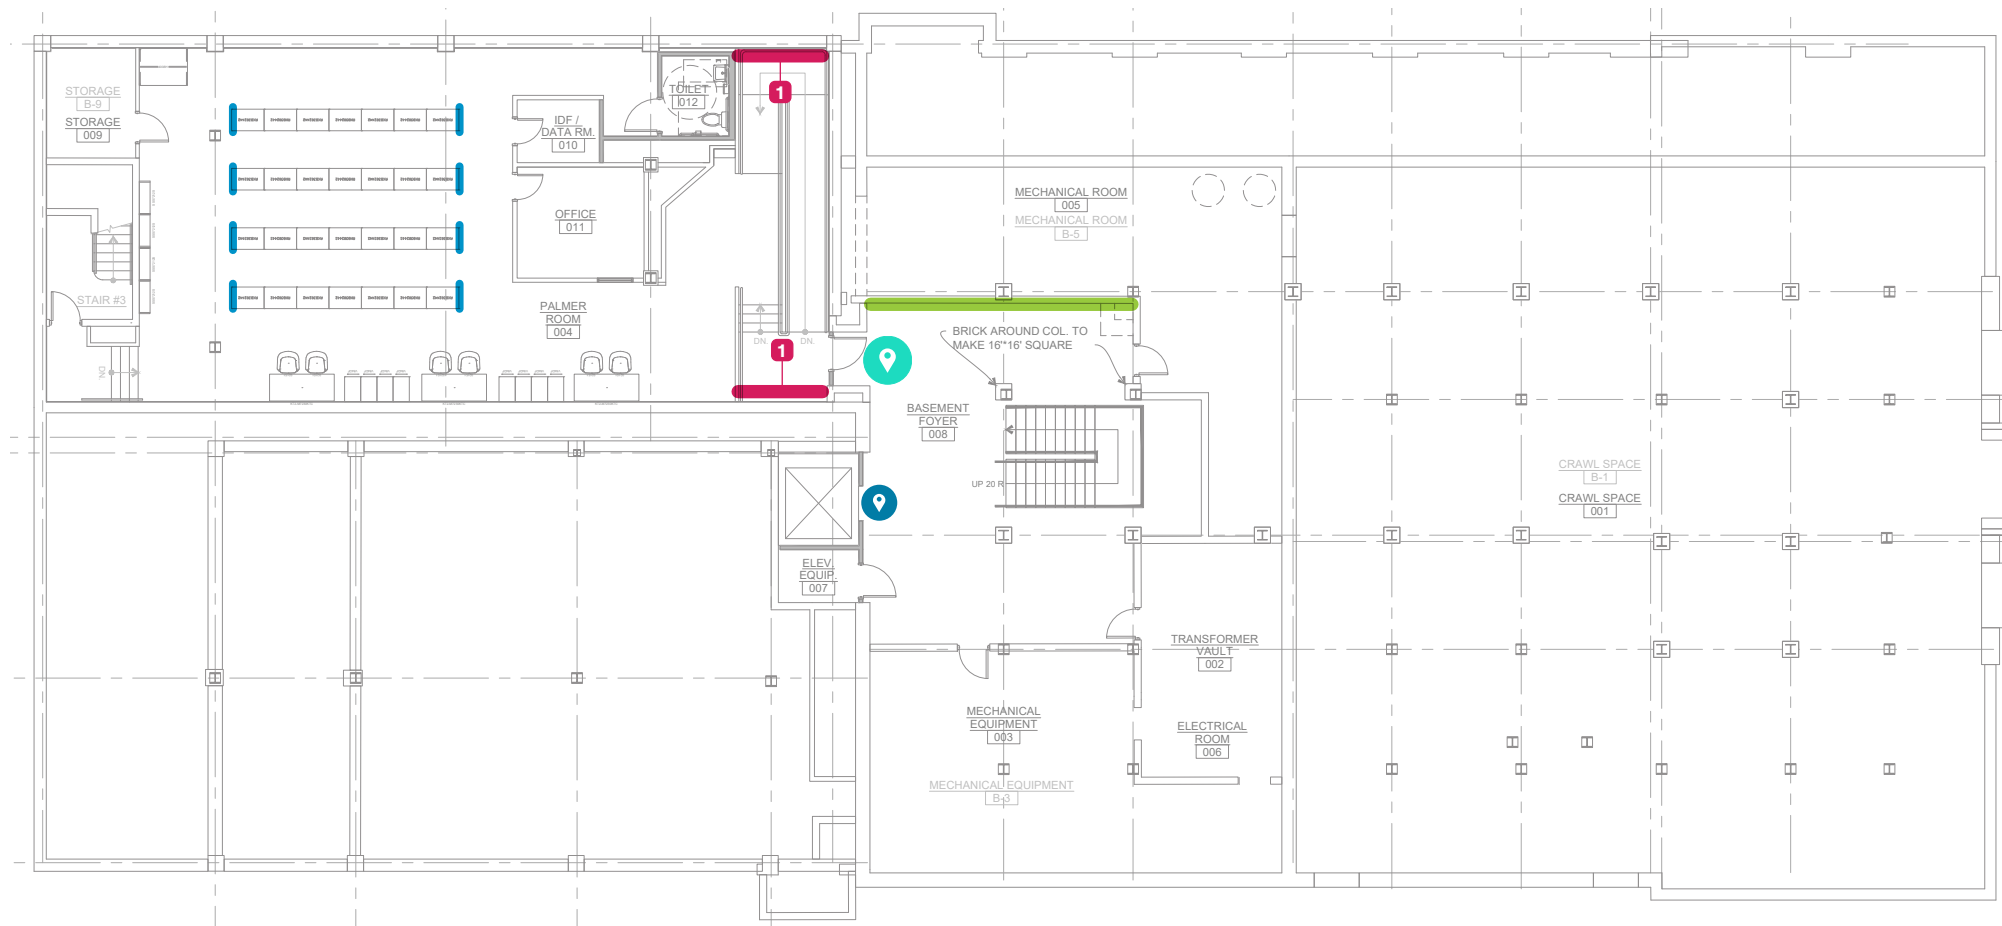 STORAGE
B-9
STORAGE
009
STAIR #3
DN.
IDF /
DATA RM.
010
TOILET
012
1
OFFICE
011
PALMER
ROOM
004
DN.
DN.
1
MECHANICAL ROOM
005
MECHANICAL ROOM
B-5
BRICK AROUND COL. TO
MAKE 16"*16' SQUARE
BASEMENT
FOYER
008
UP 20 R
ELEV.
EQUIP.
007
CRAWL SPACE
B-1
CRAWL SPACE
001
TRANSFORMER
VAULT
002
MECHANICAL
EQUIPMENT
003
ELECTRICAL
ROOM
006
MECHANICAL EQUIPMENT
B-3